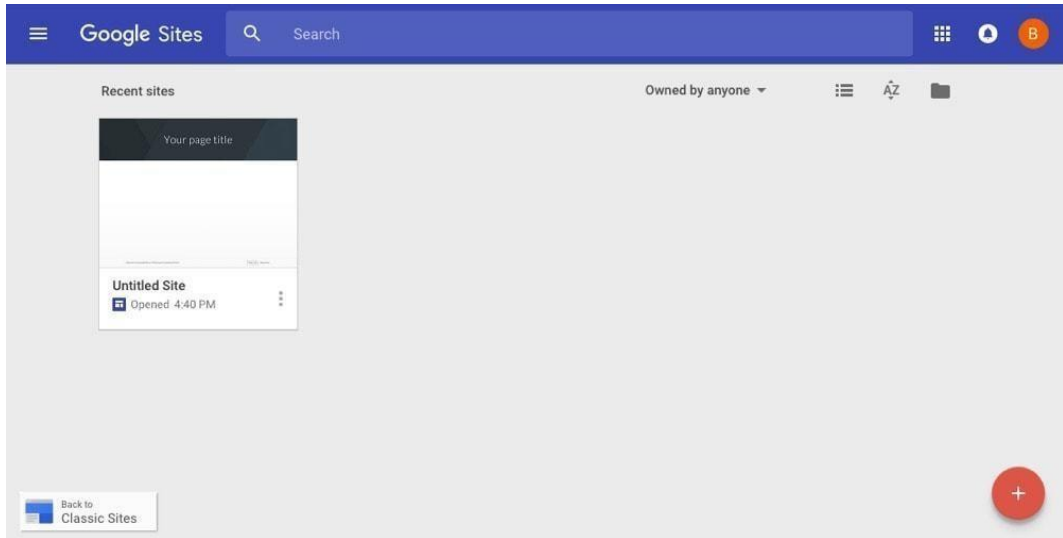 Google Sites
Search
B
Recent sites
Owned by anyone
AZ
Your page title
Untitled Site
Opened 4:40 PM
Back to
Classic Sites
+